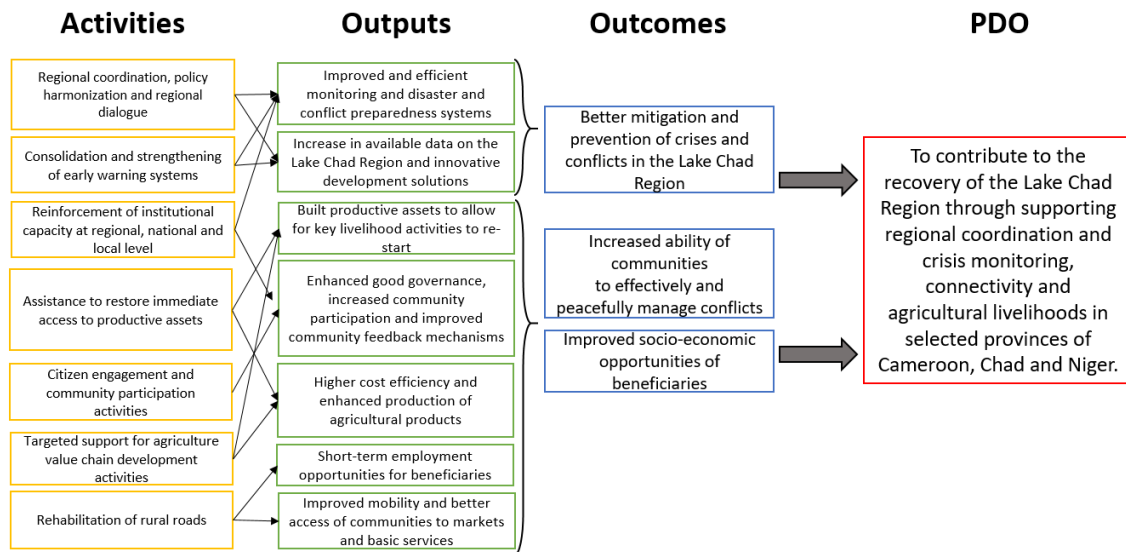 Activities
Outputs
Outcomes
PDO
Regional coordination, policy
harmonization and regional
dialogue
Consolidation and strengthening
of early warning systems
Reinforcement of institutional
capacity at regional, national and
local level
Assistance to restore immediate
access to productive assets
Citizen engagement and
community participation
activities
Targeted support for agriculture
value chain development
activities
Rehabilitation of rural roads
Improved and efficient
monitoring and disaster and
conflict preparedness systems
Increase in available data on the
Lake Chad Region and innovative
development solutions
Built productive assets to allow
for key livelihood activities to re-
start
Enhanced good governance,
increased community
participation and improved
community feedback mechanisms
Higher cost efficiency and
enhanced production of
agricultural products
Short-term employment
opportunities for beneficiaries
Improved mobility and better
access of communities to markets
and basic services
Better mitigation and
prevention of crises and
conflicts in the Lake Chad
Region
Increased ability of
communities
to effectively and
peacefully manage conflicts
Improved socio-economic
opportunities of
beneficiaries
To contribute to the
recovery of the Lake Chad
Region through supporting
regional coordination and
crisis monitoring,
connectivity and
agricultural livelihoods in
selected provinces of
Cameroon, Chad and Niger.